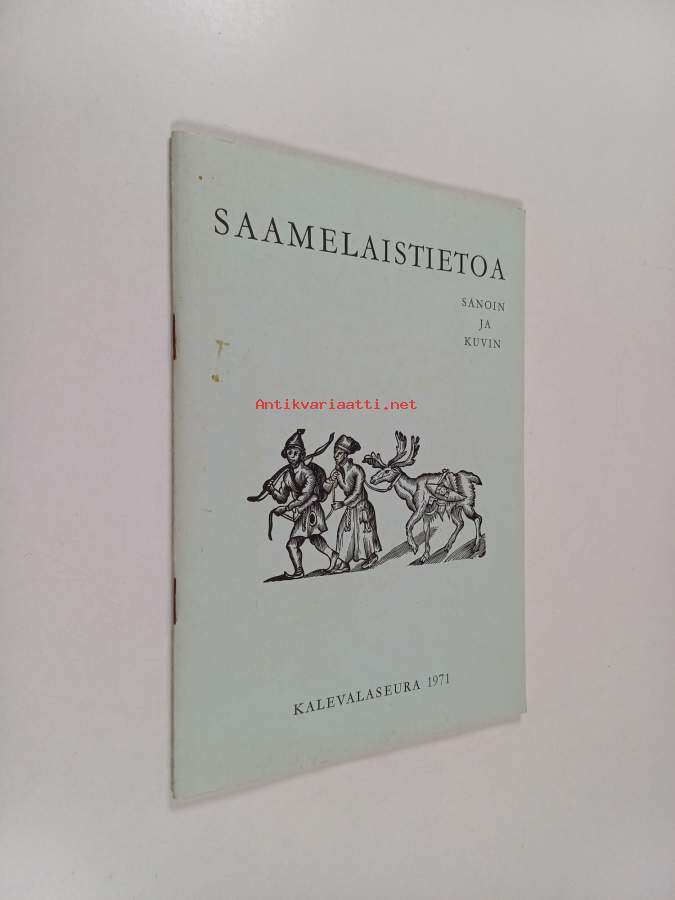 SAAMELAISTIETOA
SANOIN
JA
KUVIN
Antikvariaatti.net
KALEVALASEURA 1971